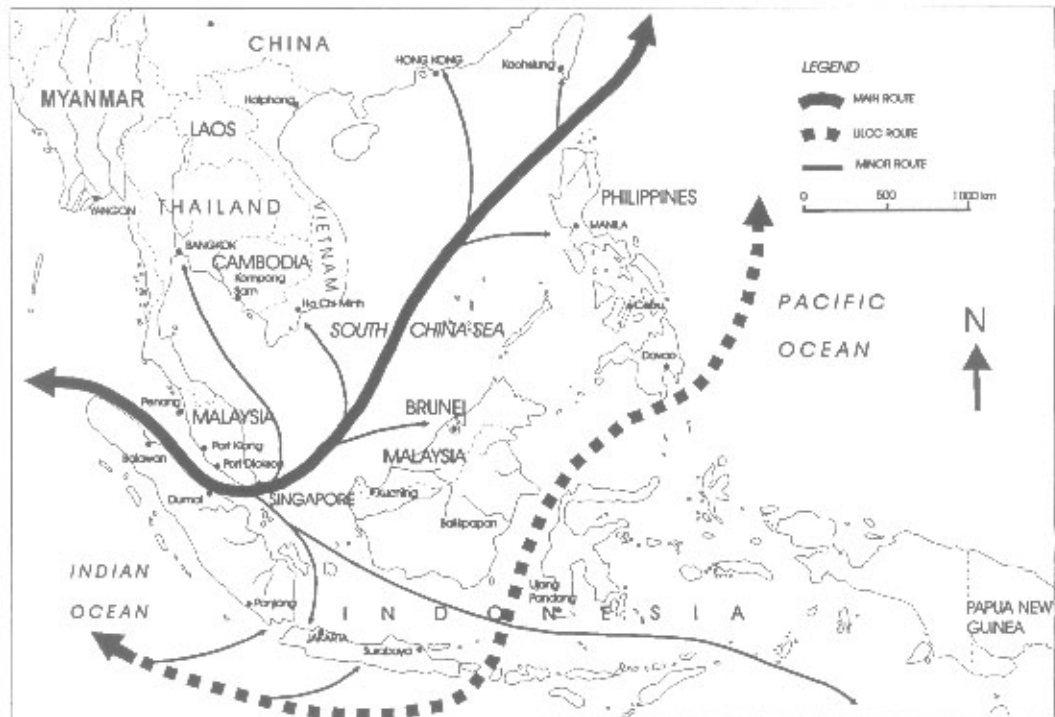 CHINA
HONG KONG
Kaohsiung
LEGEND
MAIN ROUTE
MYANMAR
Haiphong
LAOS
ULCC ROUTE
MINOR ROUTE
YANGON
THAILAND
VIETNAM
PHILIPPINES
0 500 1000 km
MANILA
BANGKOK
CAMBODIA
Kompong
Sam
Ho Chi Minh
SOUTH CHINA SEA
Cebu
PACIFIC
OCEAN
N
Davao
Penang
MALAYSIA
BRUNEI
Port Klang
Port Dickson
Belawan
MALAYSIA
Dumai
SINGAPORE
Kuching
Balikpapan
INDIAN
OCEAN
Panjang
Ujang
Pandang
INDONESIA
JAKARTA
Surabaya
PAPUA NEW
GUINEA